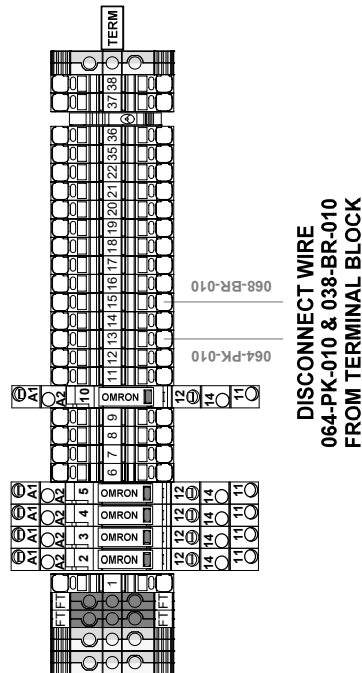 TERM
38
37
36
35
22
21
20
19
18
17
16
15
14
13
12
11
A1 A2 10 OMRON 12 14 11
9
8
7
6
A1 A2 5 OMRON 12 14 11
A1 A2 4 OMRON 12 14 11
A1 A2 3 OMRON 12 14 11
A1 A2 2 OMRON 12 14 11
1
FT FT
FT FT
068-BR-010
064-PK-010
DISCONNECT WIRE
064-PK-010 & 038-BR-010
FROM TERMINAL BLOCK